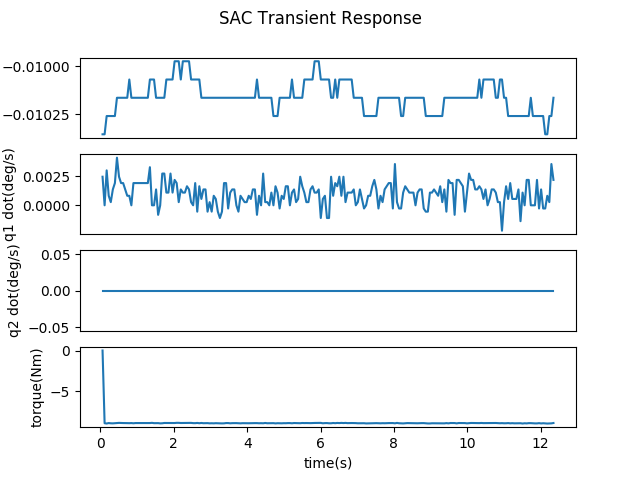 SAC Transient Response
−0.01000
−0.01025
q1 dot(deg/s)
0.0025
0.0000
q2 dot(deg/s)
0.05
0.00
−0.05
torque(Nm)
0
−5
0 2 4 6 8 10 12
time(s)